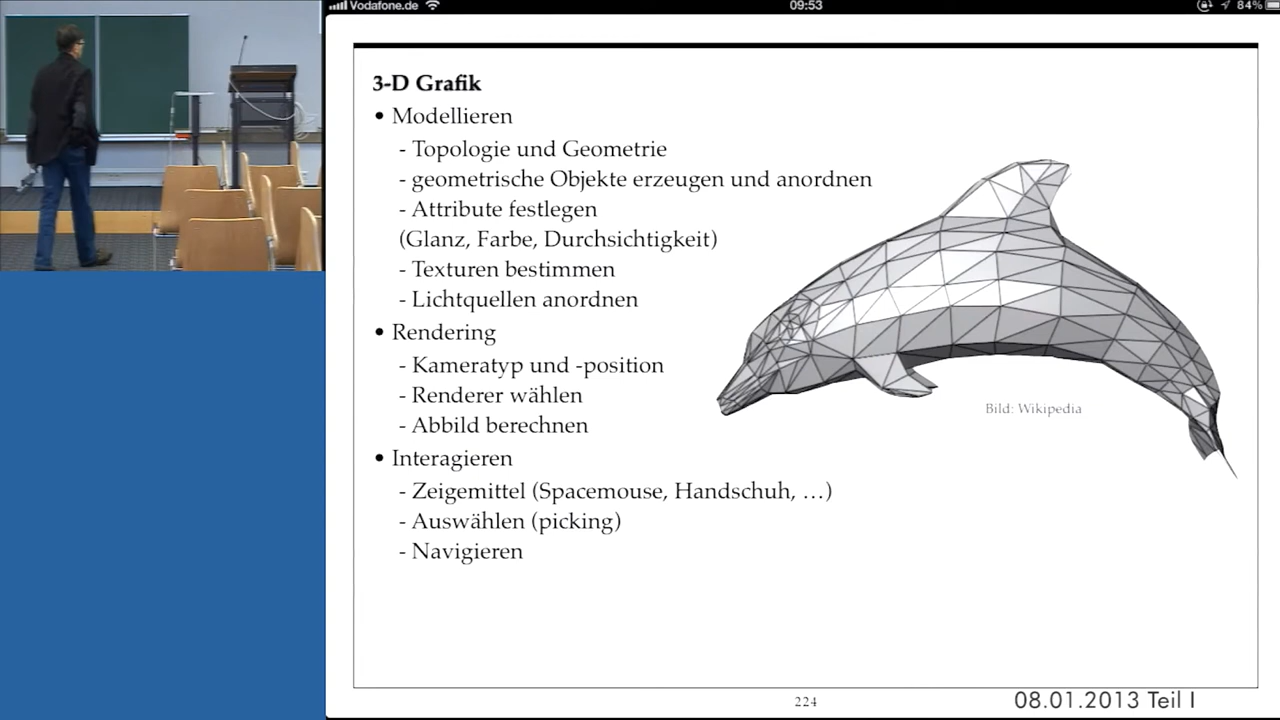 Vodafone.de
09:53
84%
3-D Grafik
• Modellieren
- Topologie und Geometrie
- geometrische Objekte erzeugen und anordnen
- Attribute festlegen
(Glanz, Farbe, Durchsichtigkeit)
- Texturen bestimmen
- Lichtquellen anordnen
• Rendering
- Kameratyp und -position
- Renderer wählen
- Abbild berechnen
• Interagieren
- Zeigemittel (Spacemouse, Handschuh, …)
- Auswählen (picking)
- Navigieren
Bild: Wikipedia
224
08.01.2013 Teil I